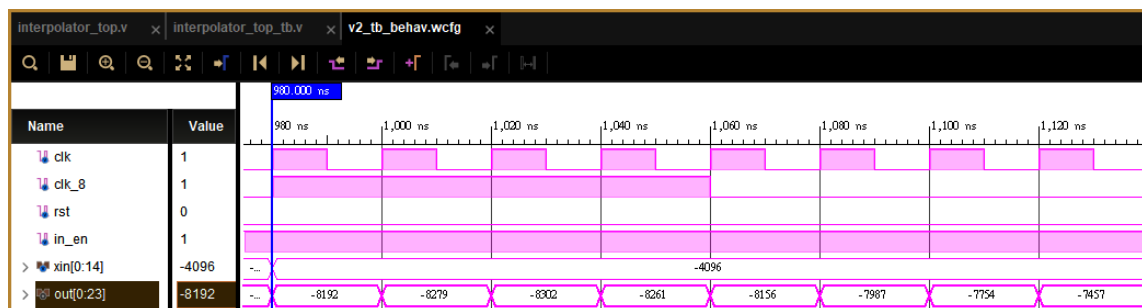 interpolator_top.v × interpolator_top_tb.v × v2_tb_behav.wcfg ×
980.000 ns
Name Value 980 ns 1,000 ns 1,020 ns 1,040 ns 1,060 ns 1,080 ns 1,100 ns 1,120 ns
clk 1
clk_8 1
rst 0
in_en 1
> xin[0:14] -4096 -... -4096
> out[0:23] -8192 -... -8192 -8279 -8302 -8261 -8156 -7987 -7754 -7457